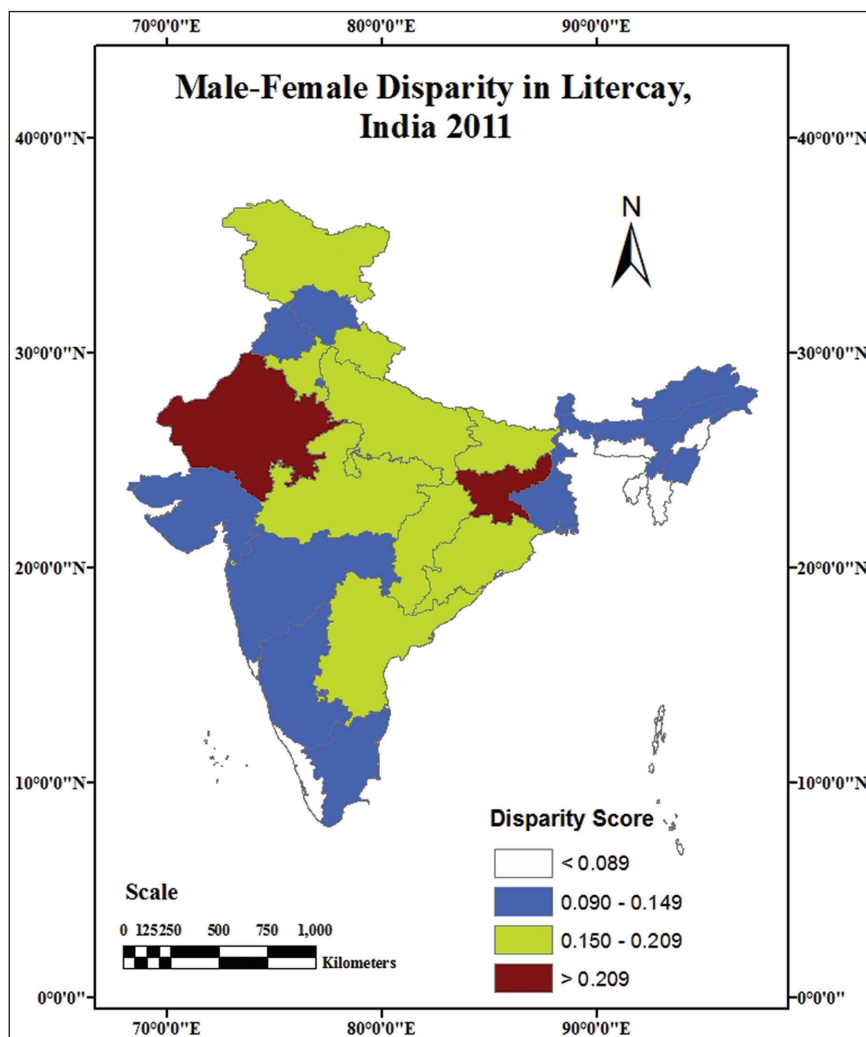 70°0'0"E 80°0'0"E 90°0'0"E
Male-Female Disparity in Litercay,
India 2011
40°0'0"N 40°0'0"N
N
30°0'0"N 30°0'0"N
20°0'0"N 20°0'0"N
10°0'0"N 10°0'0"N
Disparity Score
< 0.089
0.090 - 0.149
0.150 - 0.209
> 0.209
Scale
0 125 250 500 750 1,000
Kilometers
0°0'0" 0°0'0"
70°0'0"E 80°0'0"E 90°0'0"E